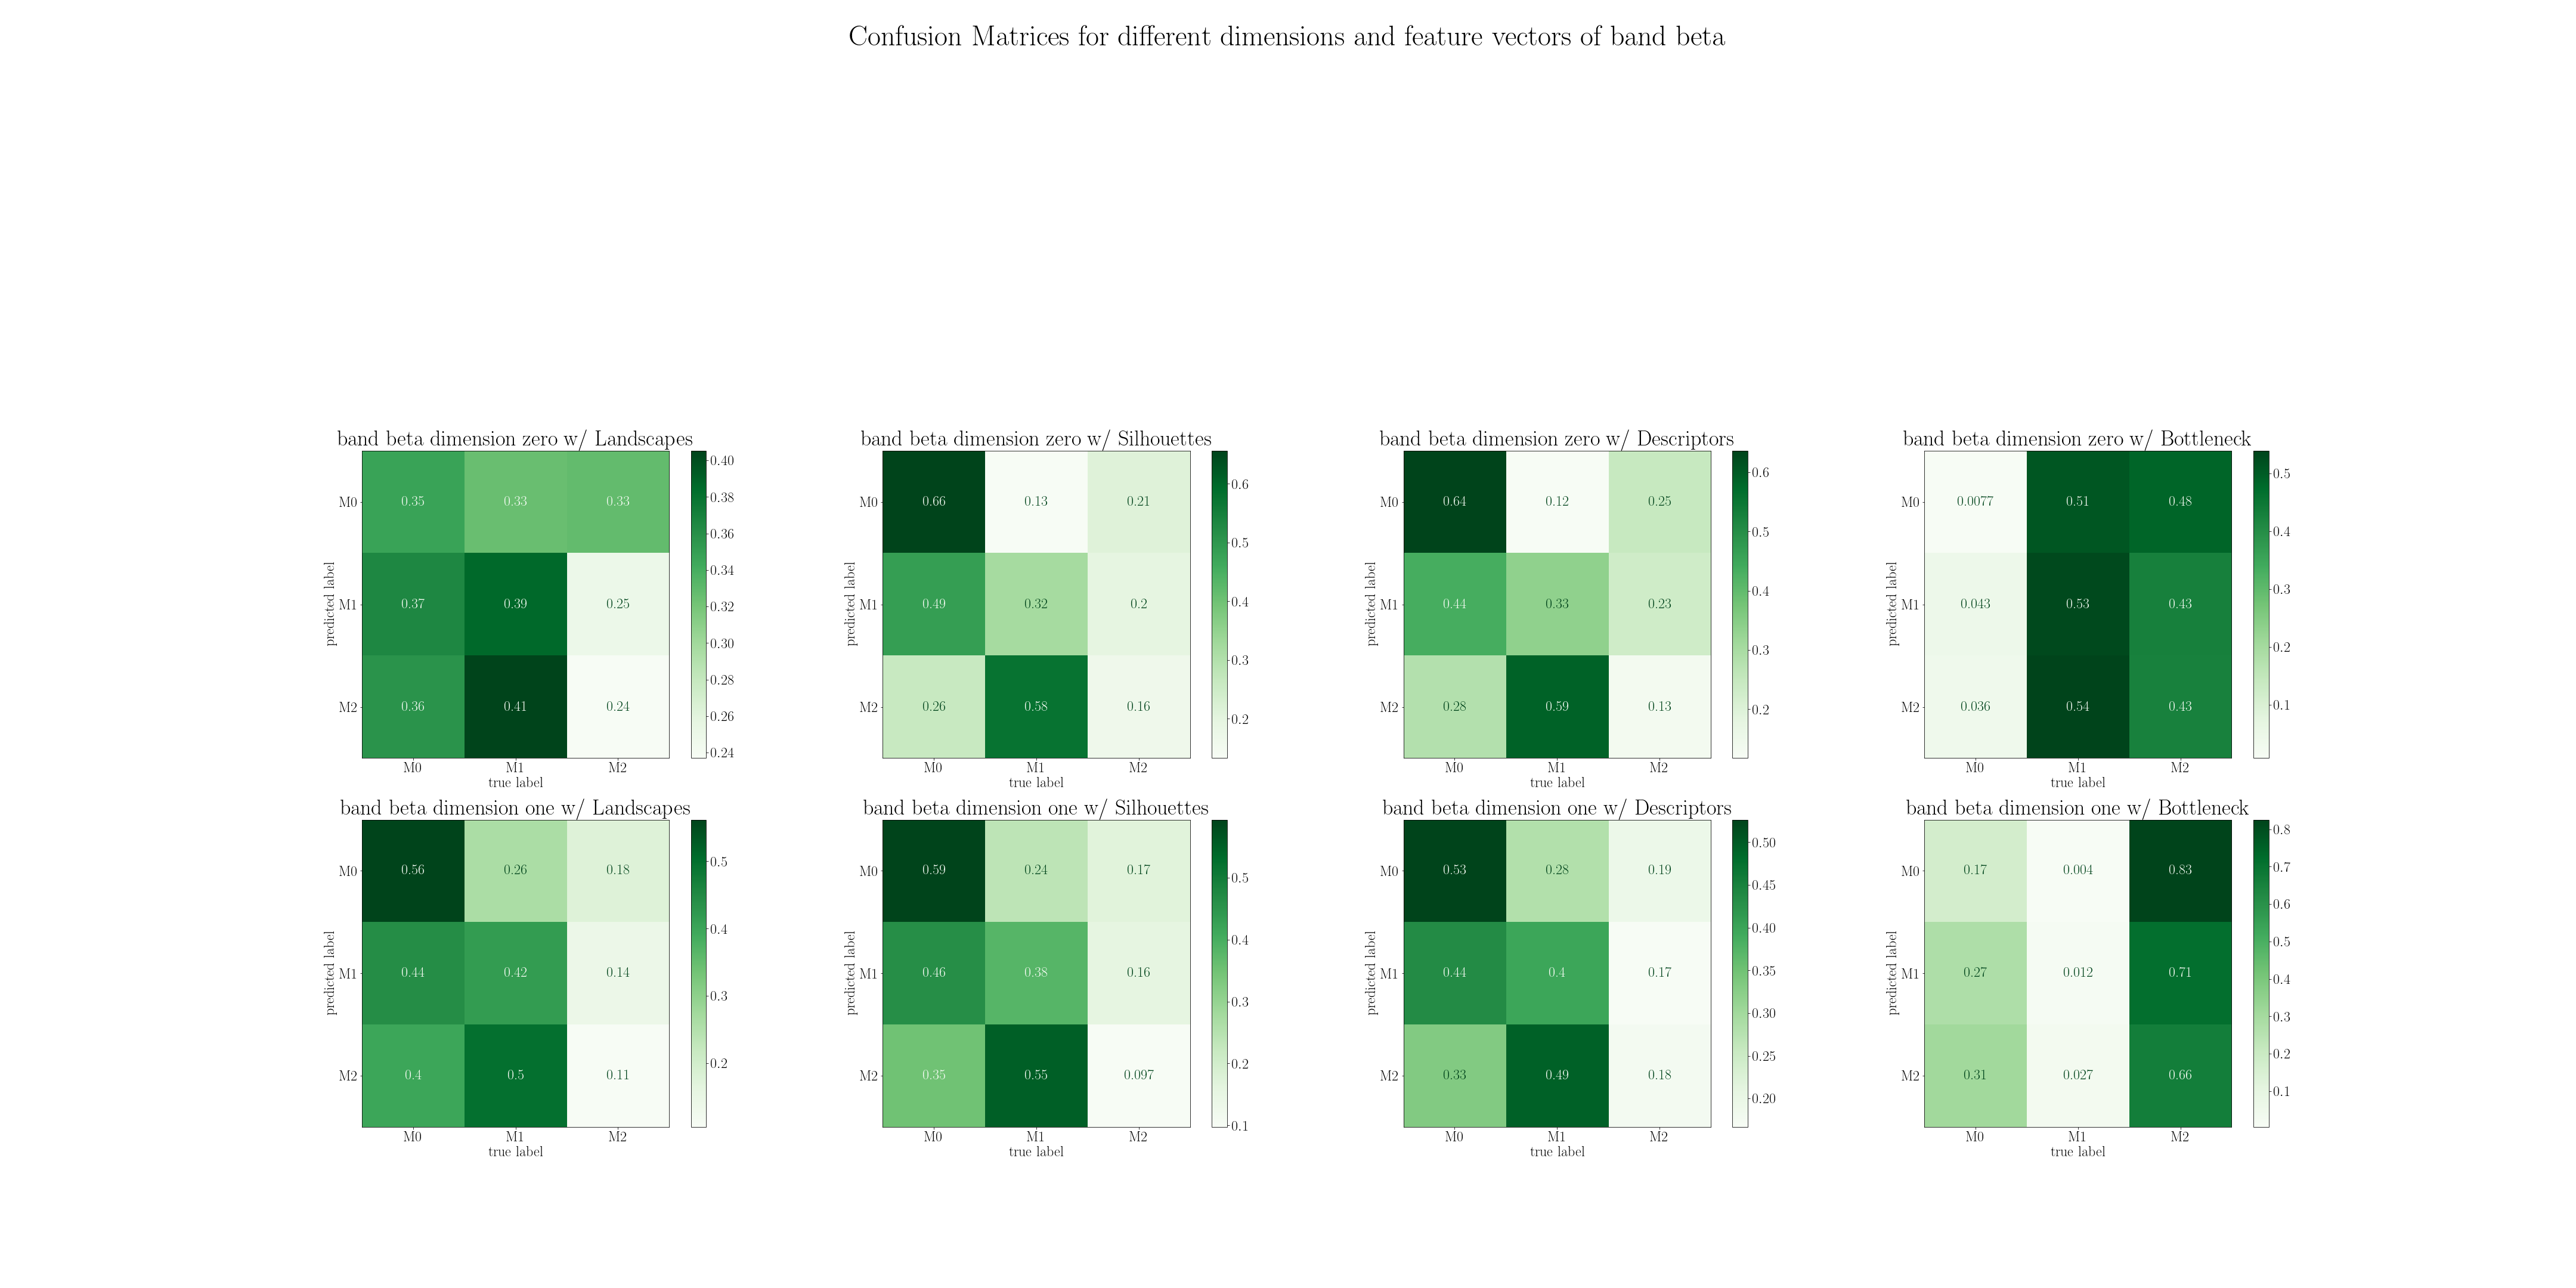 Confusion Matrices for different dimensions and feature vectors of band beta
band beta dimension zero w/ Landscapes
0.35 0.33 0.33
0.37 0.39 0.25
0.36 0.41 0.24
M0
M1
M2
predicted label
M0 M1 M2
true label
0.40
0.38
0.36
0.34
0.32
0.30
0.28
0.26
0.24
band beta dimension zero w/ Silhouettes
0.66 0.13 0.21
0.49 0.32 0.2
0.26 0.58 0.16
M0
M1
M2
predicted label
M0 M1 M2
true label
0.6
0.5
0.4
0.3
0.2
band beta dimension zero w/ Descriptors
0.64 0.12 0.25
0.44 0.33 0.23
0.28 0.59 0.13
M0
M1
M2
predicted label
M0 M1 M2
true label
0.6
0.5
0.4
0.3
0.2
band beta dimension zero w/ Bottleneck
0.0077 0.51 0.48
0.043 0.53 0.43
0.036 0.54 0.43
M0
M1
M2
predicted label
M0 M1 M2
true label
0.5
0.4
0.3
0.2
0.1
band beta dimension one w/ Landscapes
0.56 0.26 0.18
0.44 0.42 0.14
0.4 0.5 0.11
M0
M1
M2
predicted label
M0 M1 M2
true label
0.5
0.4
0.3
0.2
band beta dimension one w/ Silhouettes
0.59 0.24 0.17
0.46 0.38 0.16
0.35 0.55 0.097
M0
M1
M2
predicted label
M0 M1 M2
true label
0.5
0.4
0.3
0.2
0.1
band beta dimension one w/ Descriptors
0.53 0.28 0.19
0.44 0.4 0.17
0.33 0.49 0.18
M0
M1
M2
predicted label
M0 M1 M2
true label
0.50
0.45
0.40
0.35
0.30
0.25
0.20
band beta dimension one w/ Bottleneck
0.17 0.004 0.83
0.27 0.012 0.71
0.31 0.027 0.66
M0
M1
M2
predicted label
M0 M1 M2
true label
0.8
0.7
0.6
0.5
0.4
0.3
0.2
0.1